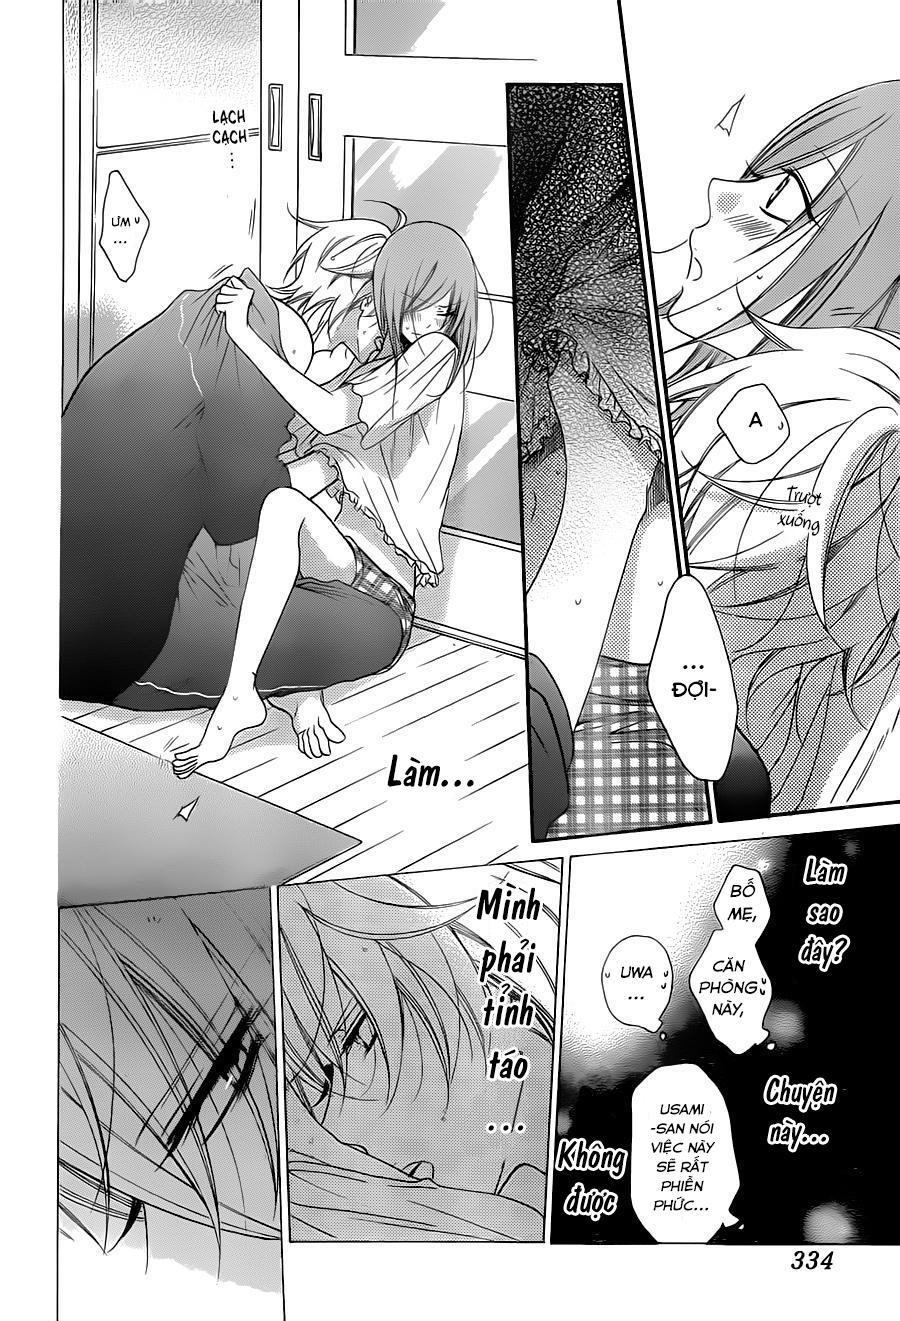 A
Trượt
xuống
...
ĐỢI-
LẠCH
CẠCH
...
ƯM
...
Làm...
Làm
sao
đây?
BỐ
MẸ,
CĂN
PHÒNG
NÀY,
UWA
...
Chuyện
này...
USAMI
-SAN NÓI
VIỆC NÀY
SẼ RẤT
PHIỀN
PHỨC...
Không
được
Mình
phải
tỉnh
táo
...
334